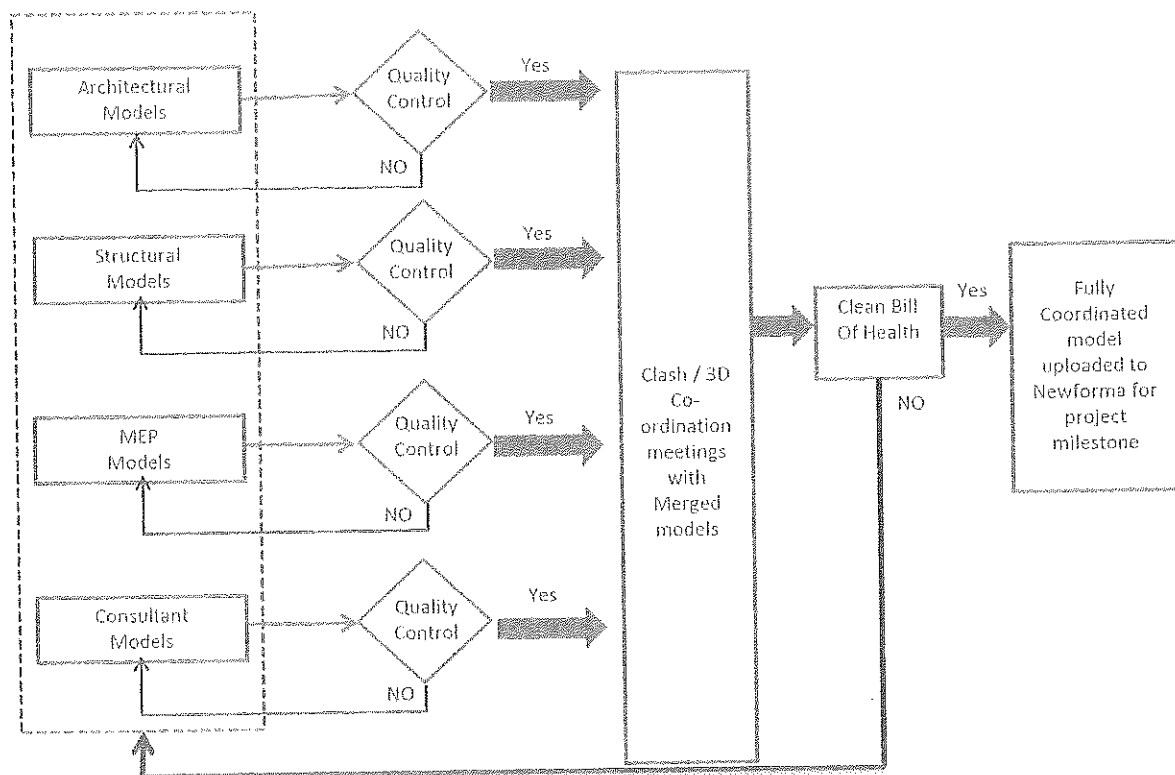 Architectural
Models
Quality
Control
Yes
NO
Structural
Models
Quality
Control
Yes
NO
MEP
Models
Quality
Control
Yes
NO
Consultant
Models
Quality
Control
Yes
NO
Clash / 3D
Co-
ordination
meetings
with
Merged
models
Clean Bill
Of Health
Yes
NO
Fully
Coordinated
model
uploaded to
Newforma for
project
milestone